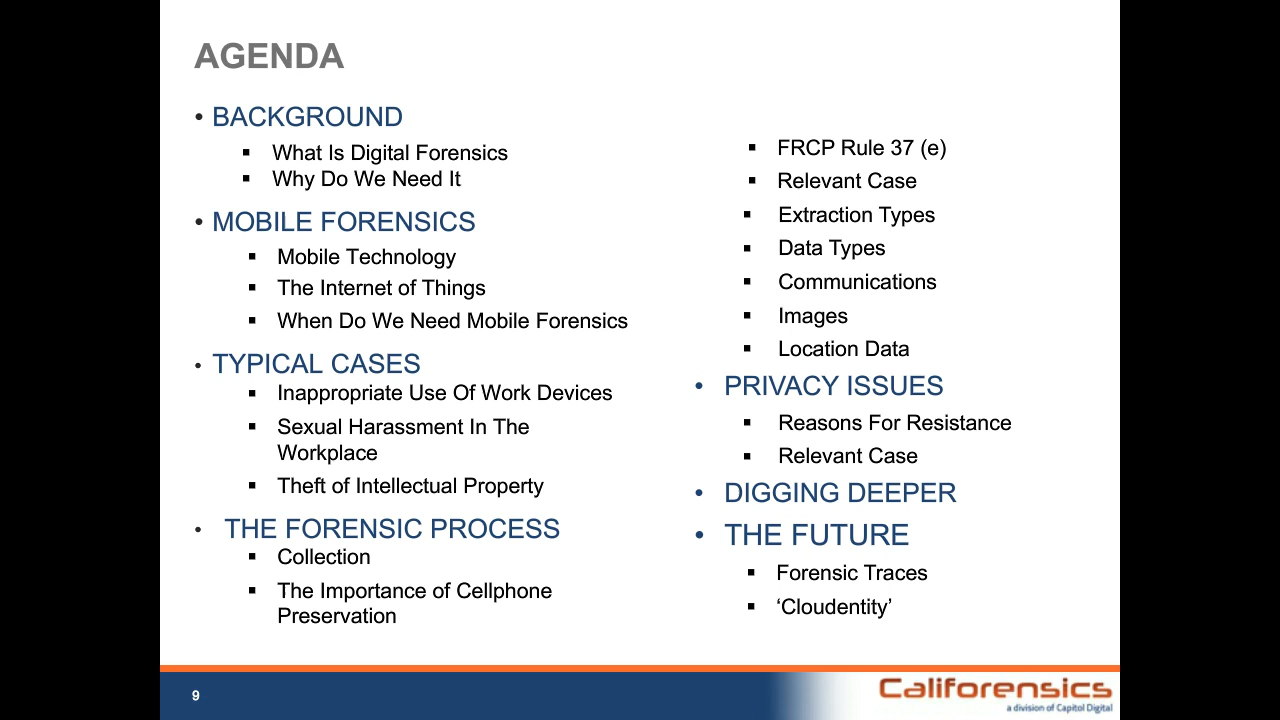 AGENDA
• BACKGROUND
▪ What Is Digital Forensics
▪ Why Do We Need It
• MOBILE FORENSICS
▪ Mobile Technology
▪ The Internet of Things
▪ When Do We Need Mobile Forensics
• TYPICAL CASES
▪ Inappropriate Use Of Work Devices
▪ Sexual Harassment In The
Workplace
▪ Theft of Intellectual Property
• THE FORENSIC PROCESS
▪ Collection
▪ The Importance of Cellphone
Preservation
▪ FRCP Rule 37 (e)
▪ Relevant Case
▪ Extraction Types
▪ Data Types
▪ Communications
▪ Images
▪ Location Data
• PRIVACY ISSUES
▪ Reasons For Resistance
▪ Relevant Case
• DIGGING DEEPER
• THE FUTURE
▪ Forensic Traces
▪ ‘Cloudentity’
9
Califorensics
a division of Capitol Digital